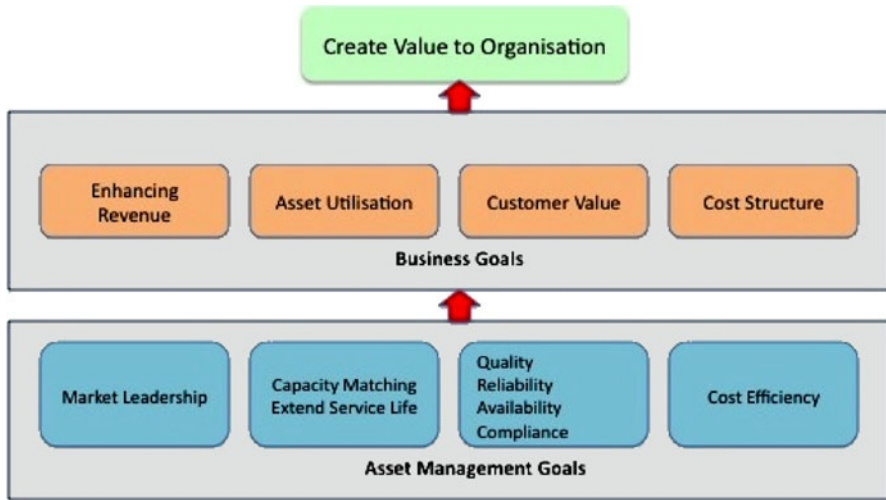 Create Value to Organisation
Enhancing
Revenue
Asset Utilisation
Customer Value
Cost Structure
Business Goals
Market Leadership
Capacity Matching
Extend Service Life
Quality
Reliability
Availability
Compliance
Cost Efficiency
Asset Management Goals